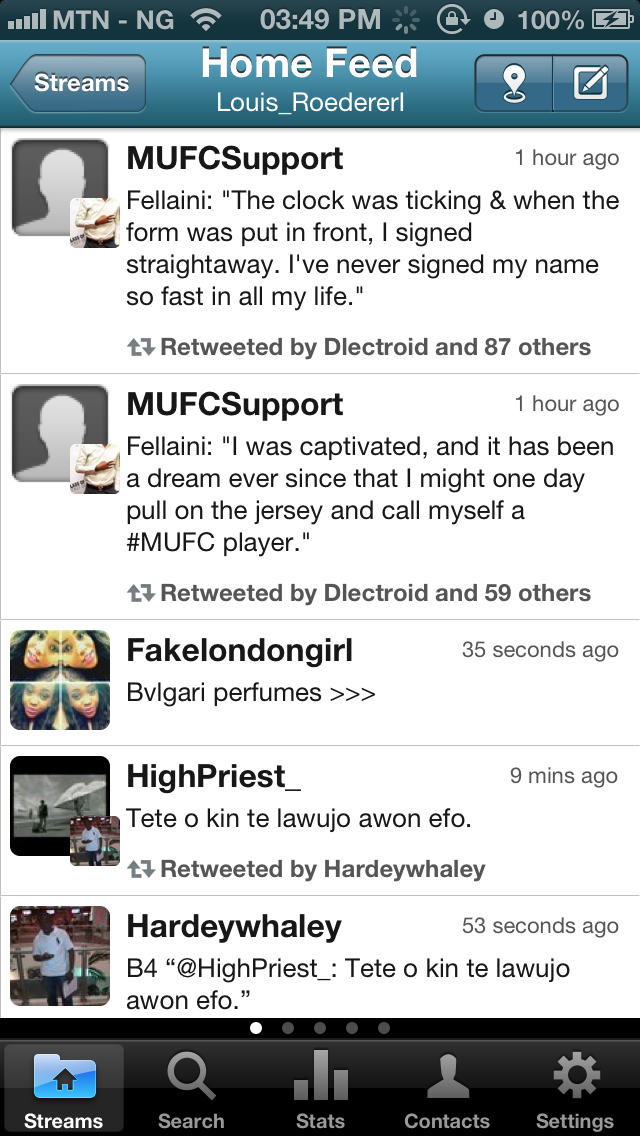 MTN - NG 03:49 PM 100%
Streams
Home Feed
Louis_Roedererl
MUFCSupport 1 hour ago
Fellaini: "The clock was ticking & when the
form was put in front, I signed
straightaway. I've never signed my name
so fast in all my life."
Retweeted by Dlectroid and 87 others
MUFCSupport 1 hour ago
Fellaini: "I was captivated, and it has been
a dream ever since that I might one day
pull on the jersey and call myself a
#MUFC player."
Retweeted by Dlectroid and 59 others
Fakelondongirl 35 seconds ago
Bvlgari perfumes >>>
HighPriest_ 9 mins ago
Tete o kin te lawujo awon efo.
Retweeted by Hardeywhaley
Hardeywhaley 53 seconds ago
B4 “@HighPriest_: Tete o kin te lawujo
awon efo.”
Streams Search Stats Contacts Settings